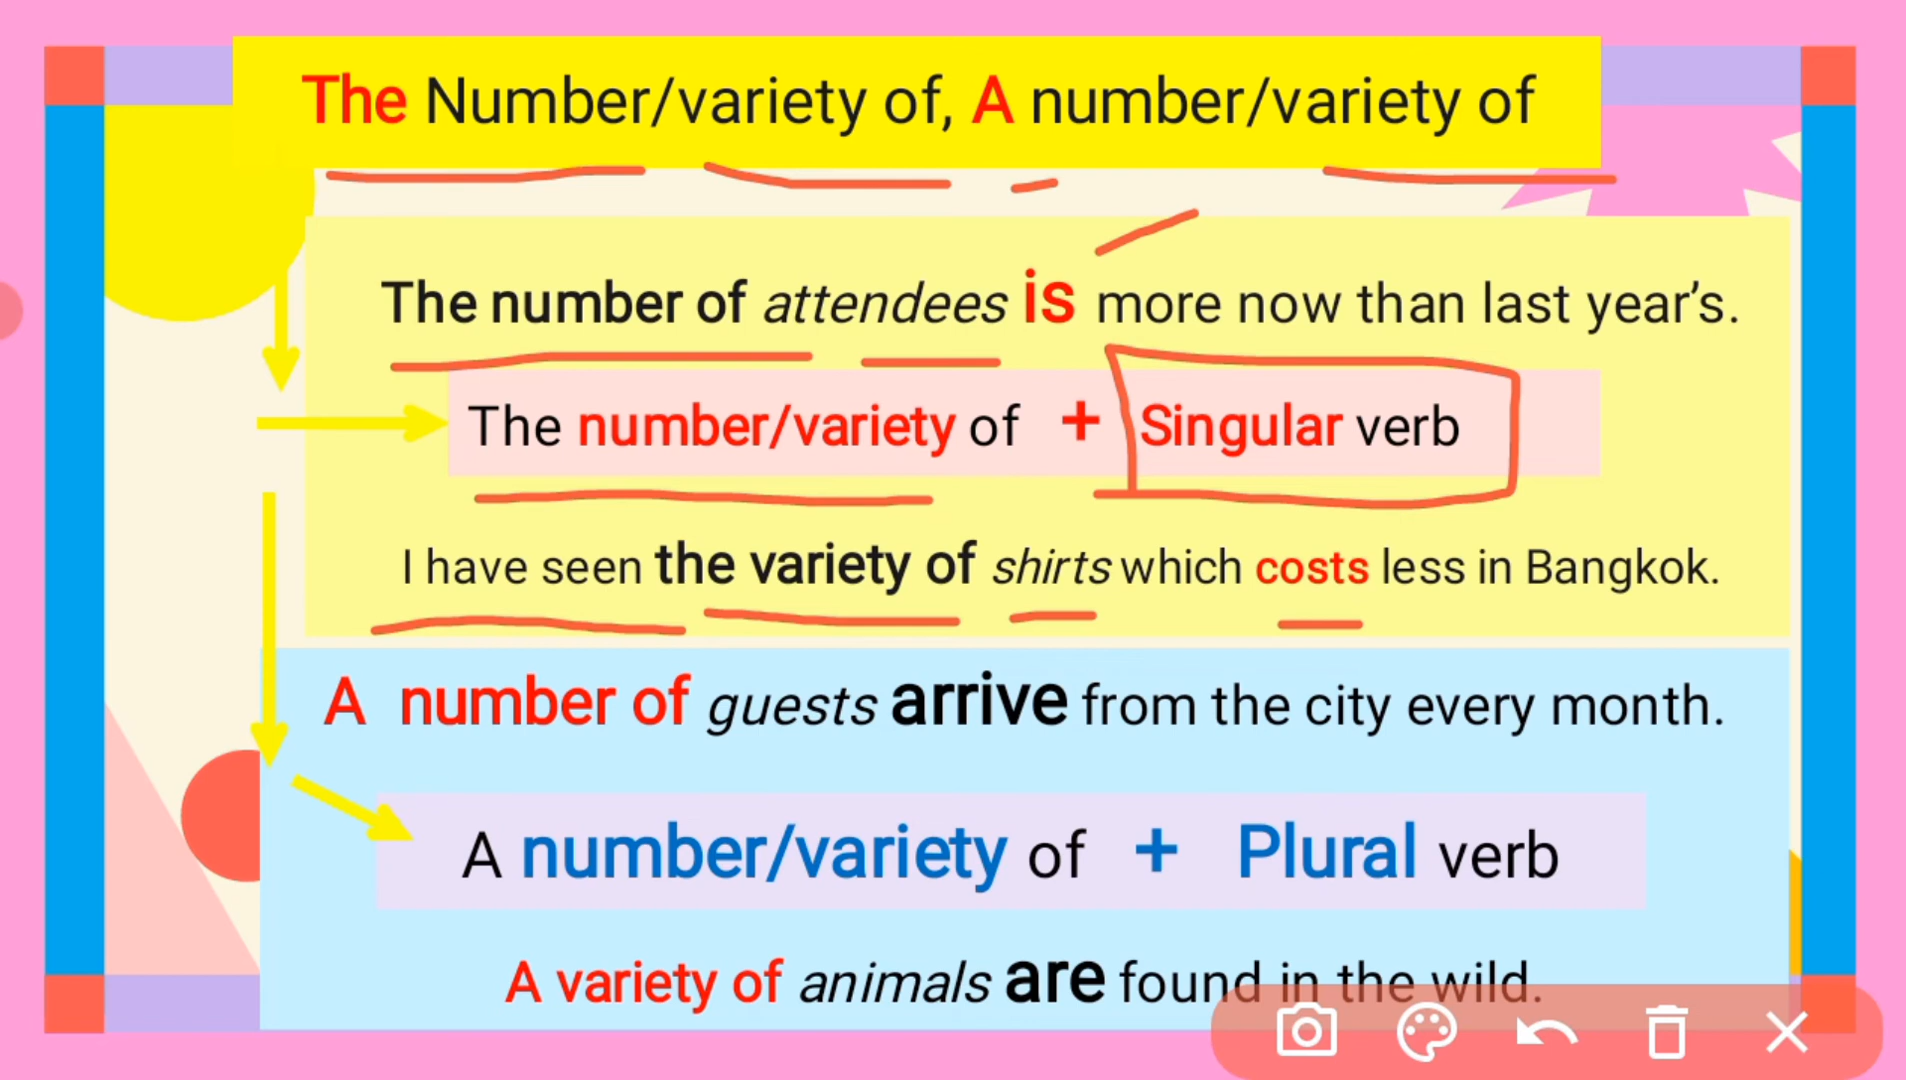 The Number/variety of, A number/variety of
The number of attendees is more now than last year's.
The number/variety of + Singular verb
I have seen the variety of shirts which costs less in Bangkok.
A number of guests arrive from the city every month.
A number/variety of + Plural verb
A variety of animals are found in the wild.